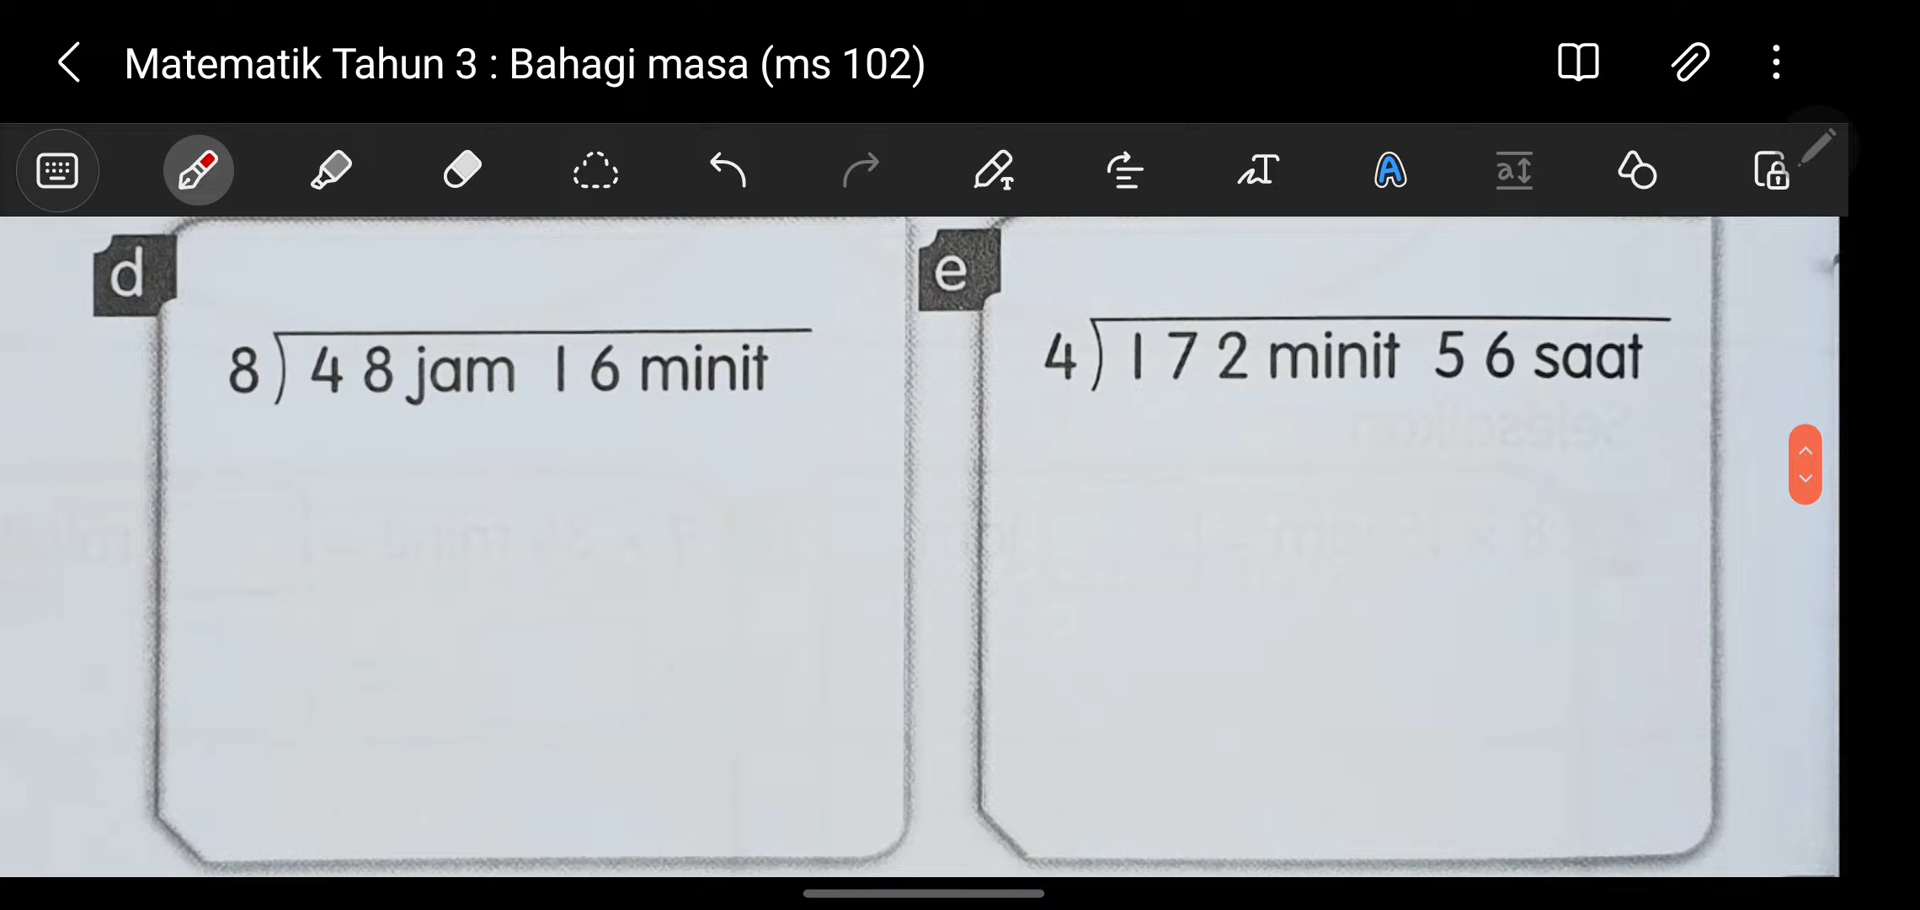 Matematik Tahun 3 : Bahagi masa (ms 102)
d
8) 4 8 jam 1 6 minit
e
4) 1 7 2 minit 5 6 saat